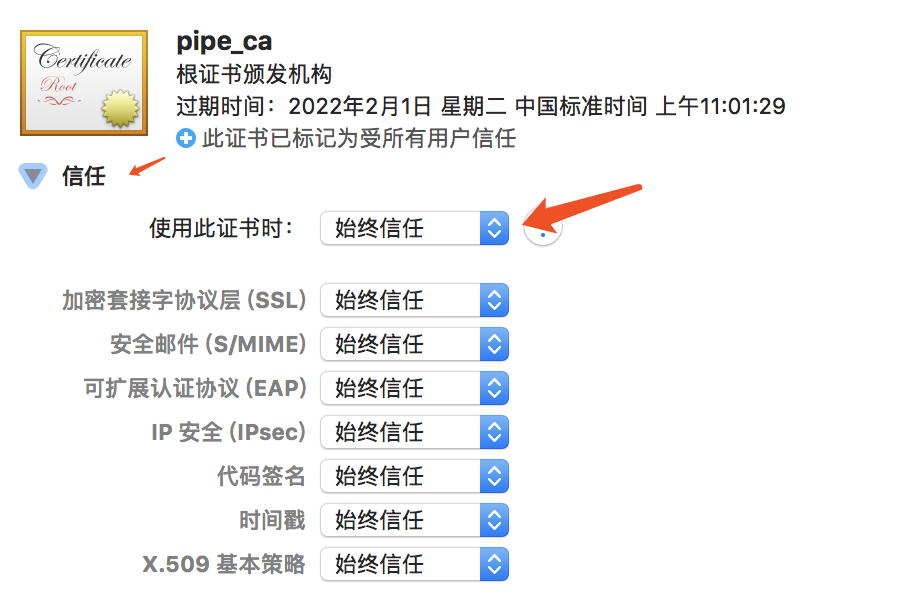 Certificate
Root
pipe_ca
根证书颁发机构
过期时间：2022年2月1日 星期二 中国标准时间 上午11:01:29
此证书已标记为受所有用户信任
信任
使用此证书时： 始终信任
加密套接字协议层 (SSL) 始终信任
安全邮件 (S/MIME) 始终信任
可扩展认证协议 (EAP) 始终信任
IP 安全 (IPsec) 始终信任
代码签名 始终信任
时间戳 始终信任
X.509 基本策略 始终信任